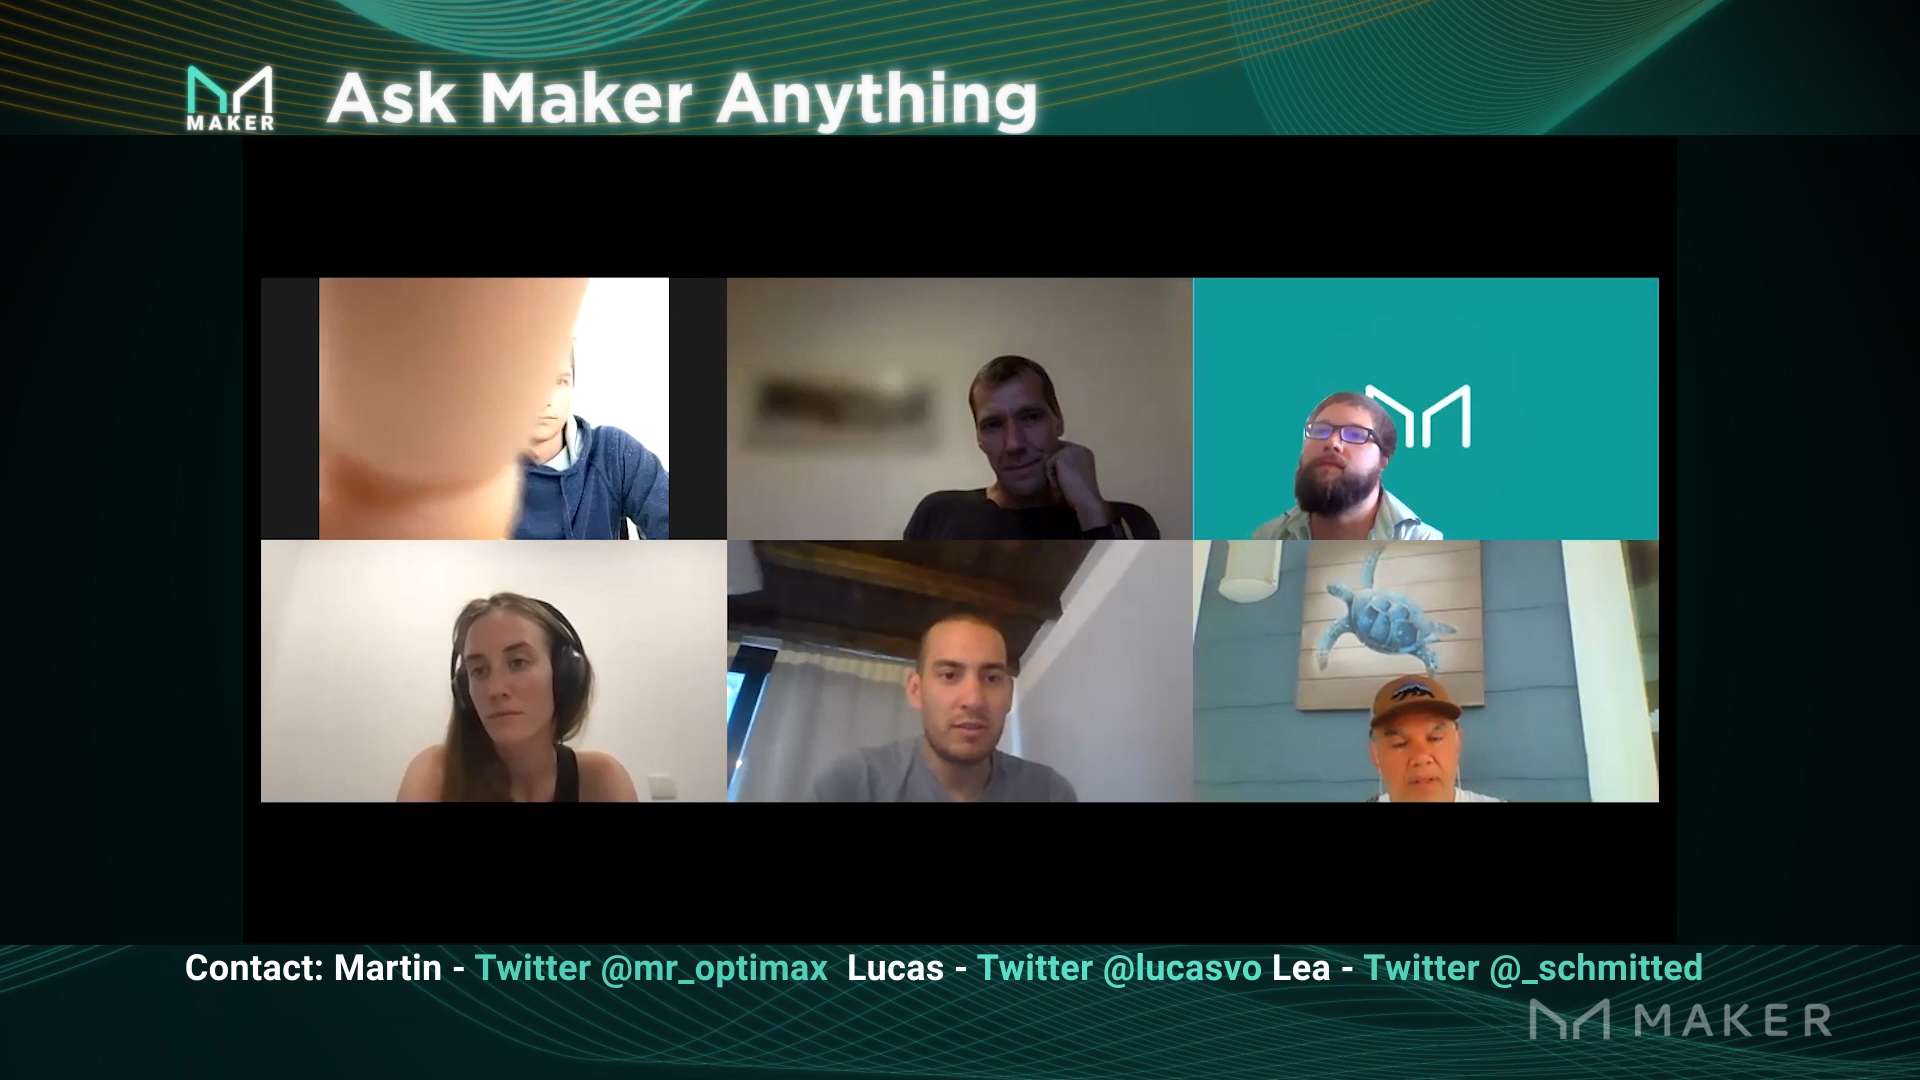 MAKER
Ask Maker Anything
Contact: Martin - Twitter @mr_optimax Lucas - Twitter @lucasvo Lea - Twitter @_schmitted
MAKER